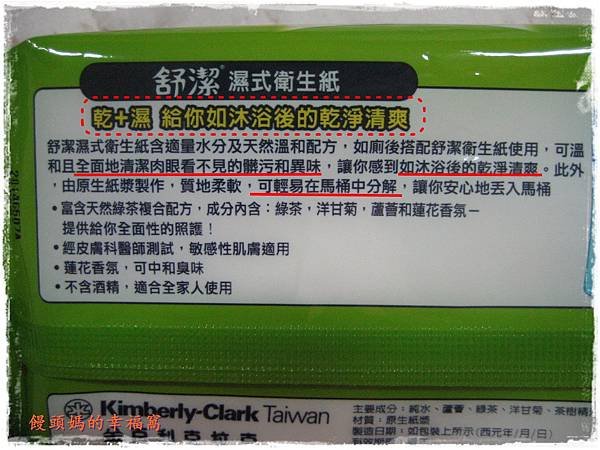 舒潔® 濕式衛生紙
乾+濕 給你如沐浴後的乾淨清爽
舒潔濕式衛生紙含適量水分及天然溫和配方，如廁後搭配舒潔衛生紙使用，可溫
和且全面地清潔肉眼看不見的髒污和異味，讓你感到如沐浴後的乾淨清爽。此外
，由原生紙漿製作，質地柔軟，可輕易在馬桶中分解，讓你安心地丟入馬桶
•富含天然綠茶複合配方，成分內含：綠茶，洋甘菊，蘆薈和蓮花香氛－
提供給你全面性的照護！
•經皮膚科醫師測試，敏感性肌膚適用
•蓮花香氛，可中和臭味
•不含酒精，適合全家人使用
Kimberly-Clark Taiwan
主要成分：純水、蘆薈、綠茶、洋甘菊、茶樹精
材質：原生紙漿
製造日期：如包裝上所示(西元年/月/日)
饅頭媽的幸福窩